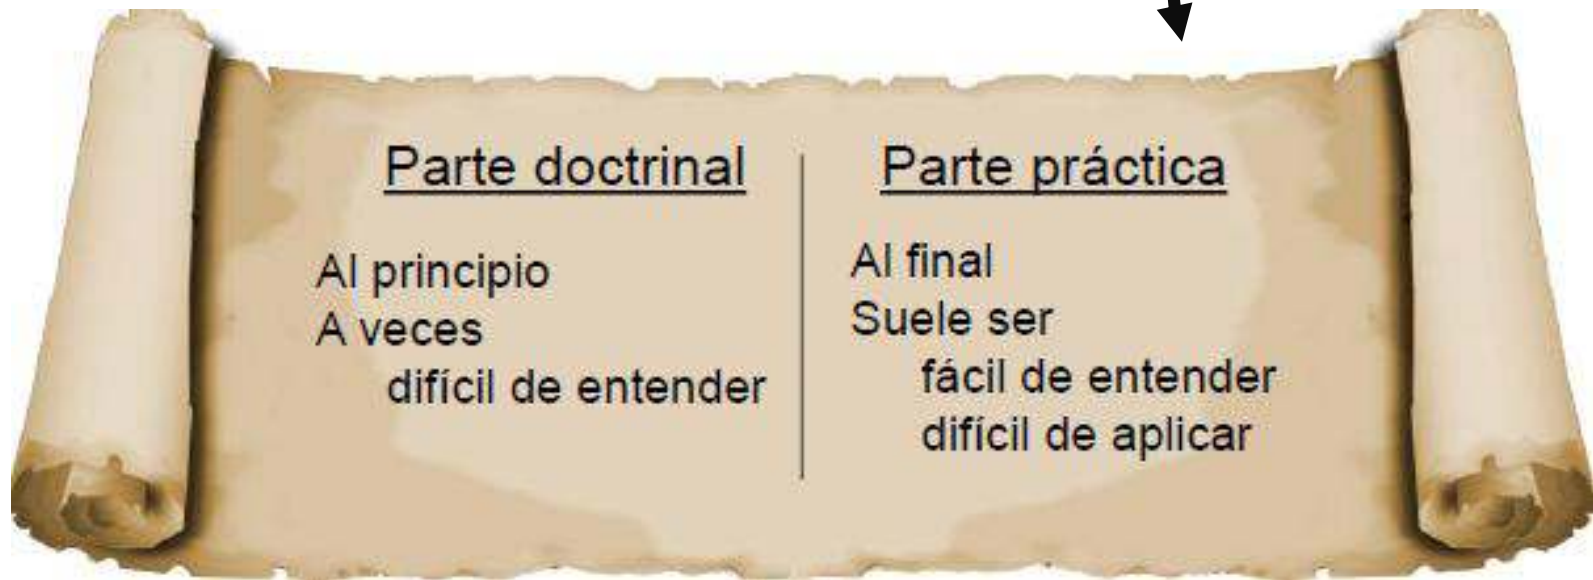 Parte doctrinal
Al principio
A veces
difícil de entender
Parte práctica
Al final
Suele ser
fácil de entender
difícil de aplicar